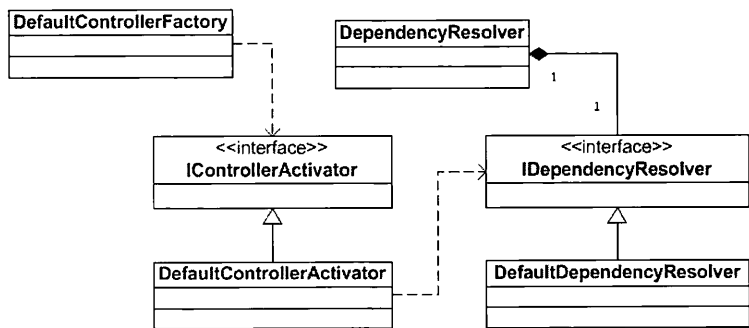 DefaultControllerFactory
DependencyResolver
1
1
<<interface>>
IControllerActivator
<<interface>>
IDependencyResolver
DefaultControllerActivator
DefaultDependencyResolver